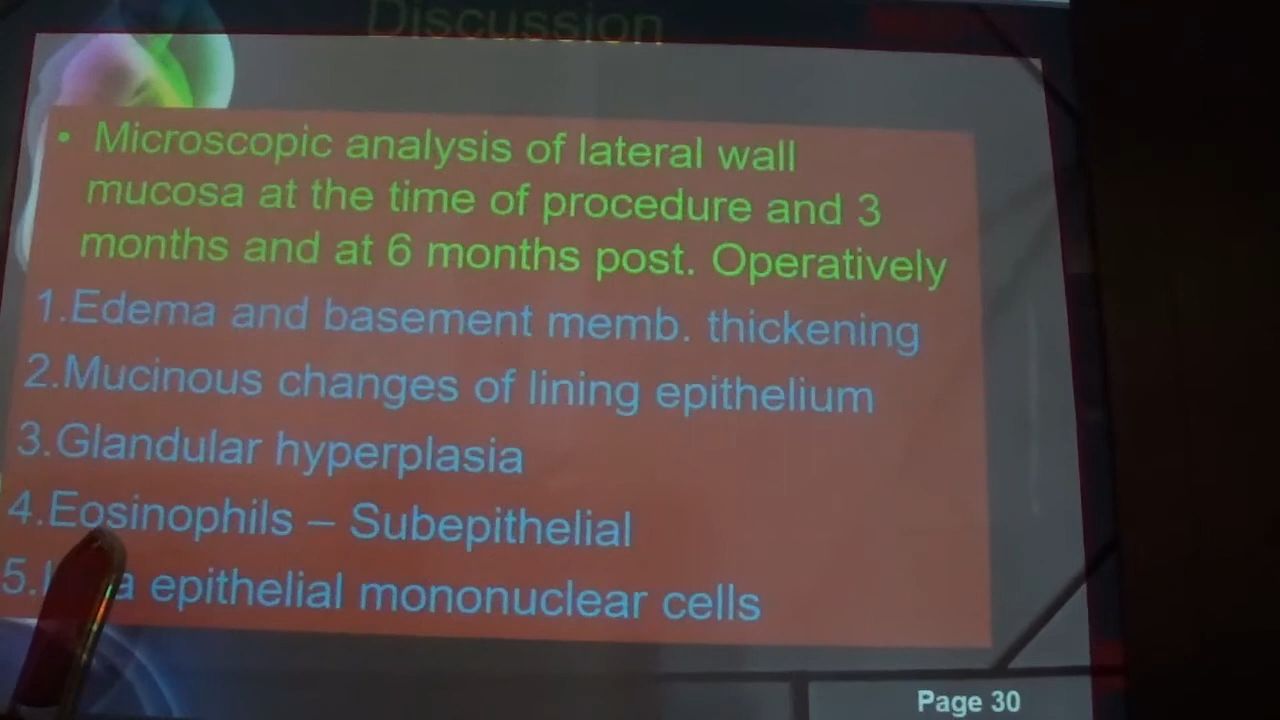 Discussion
• Microscopic analysis of lateral wall
mucosa at the time of procedure and 3
months and at 6 months post. Operatively
1.Edema and basement memb. thickening
2.Mucinous changes of lining epithelium
3.Glandular hyperplasia
4.Eosinophils – Subepithelial
5. epithelial mononuclear cells
Page 30